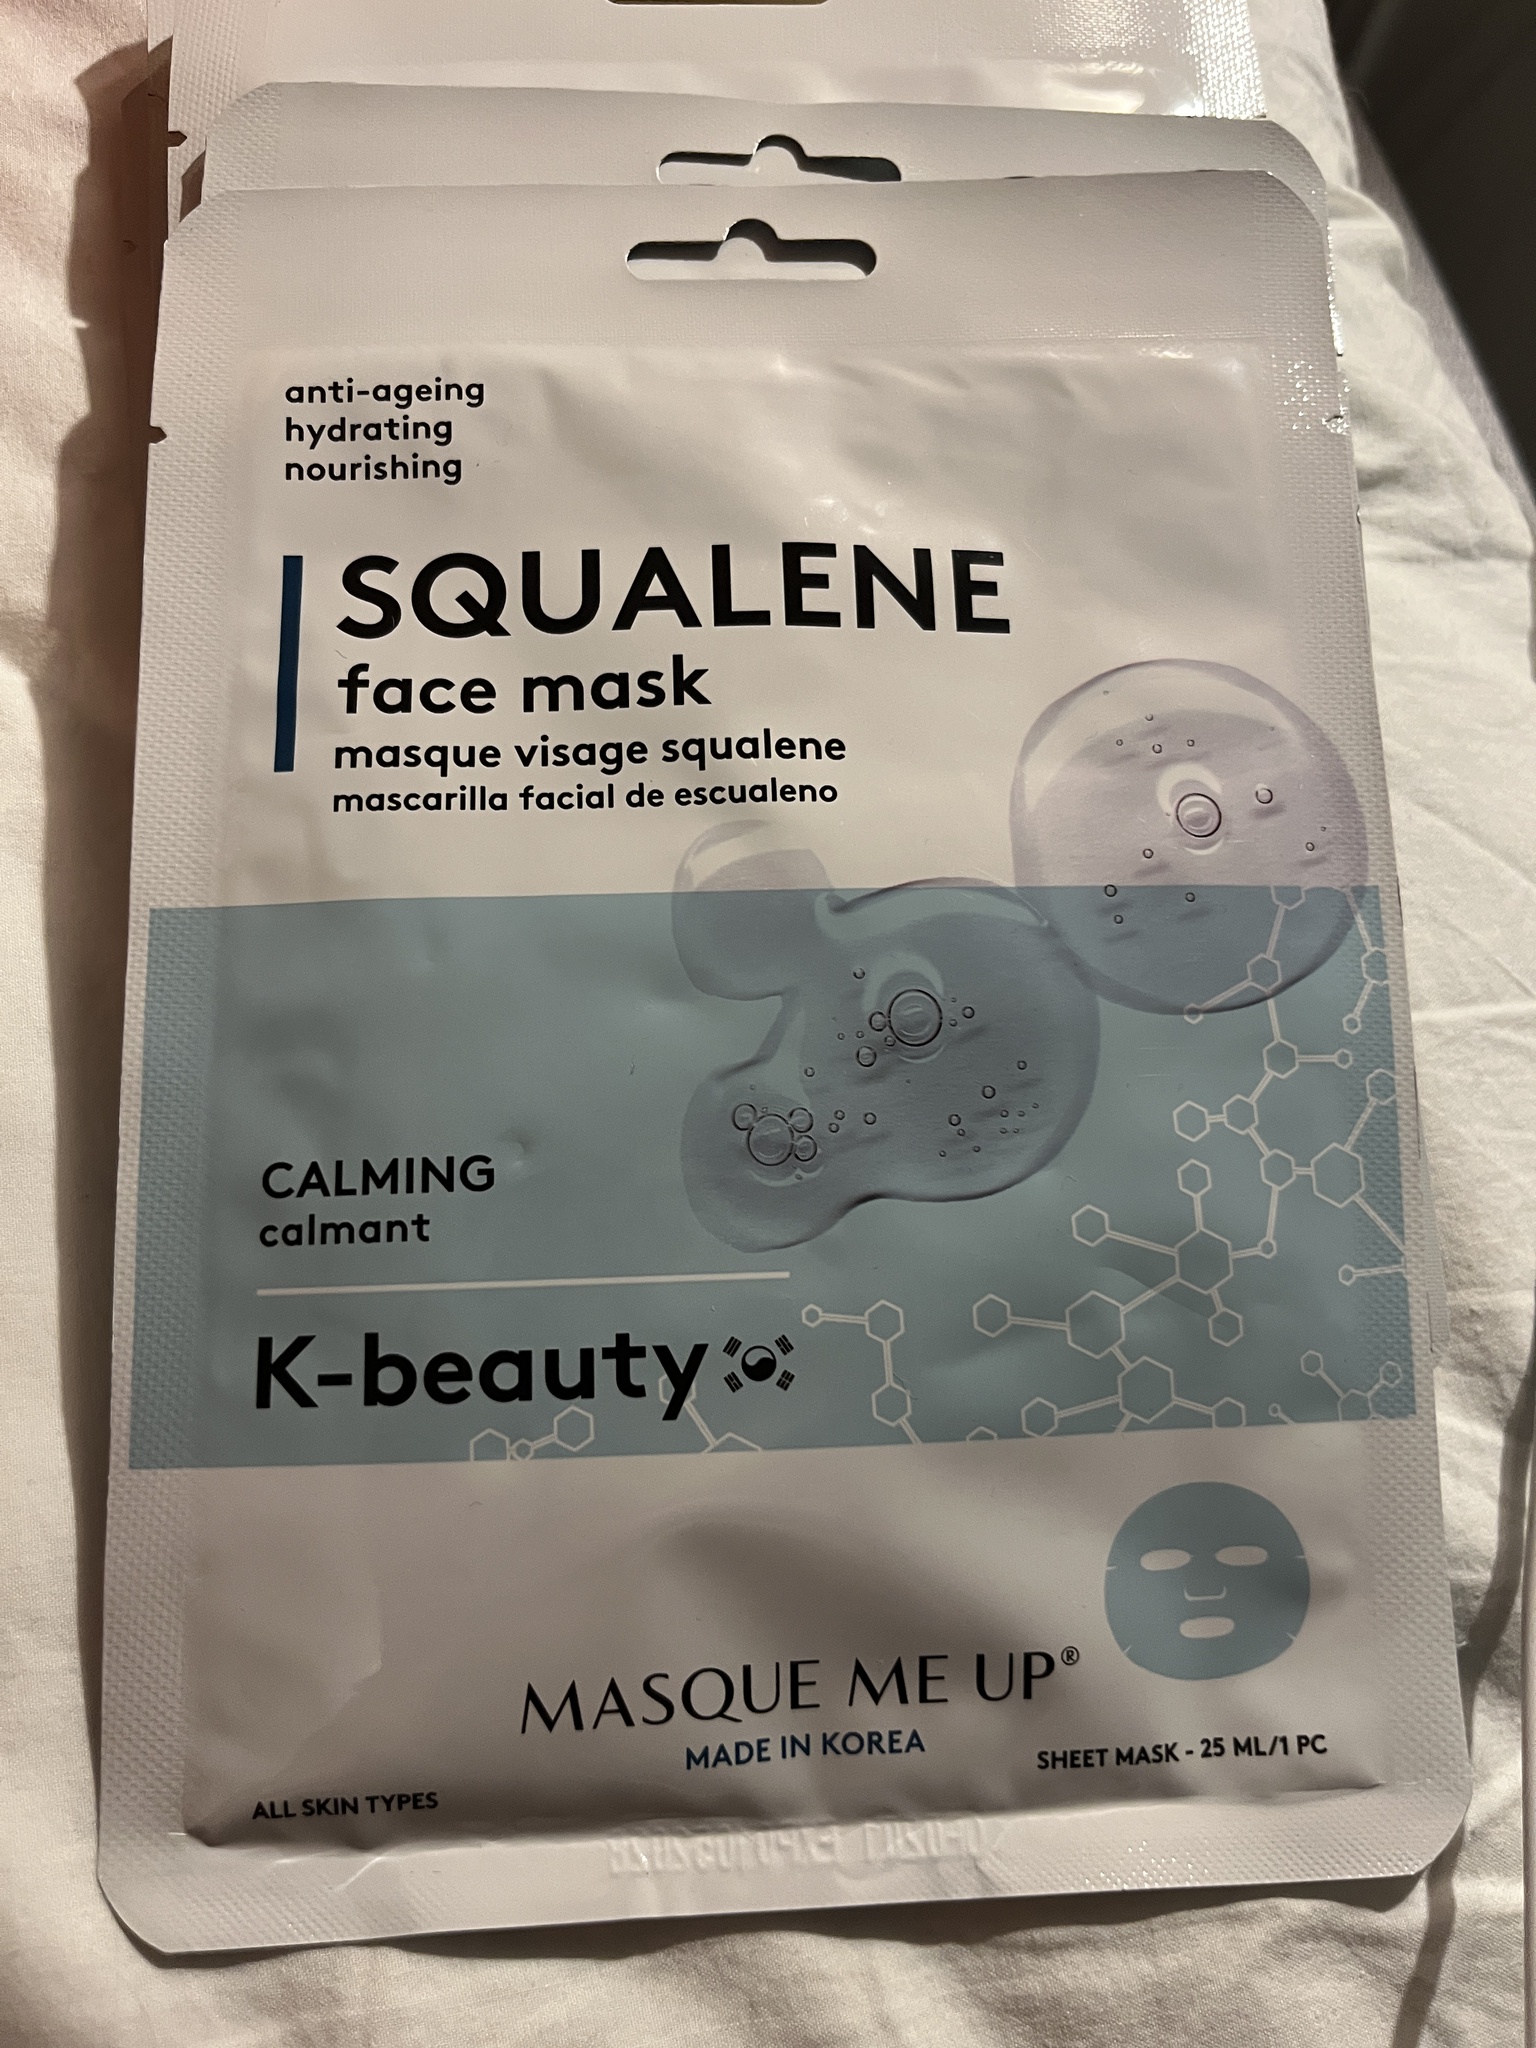 anti-ageing
hydrating
nourishing
SQUALENE
face mask
masque visage squalene
mascarilla facial de escualeno
CALMING
calmant
K-beauty
MASQUE ME UP®
MADE IN KOREA
SHEET MASK - 25 ML/1 PC
ALL SKIN TYPES